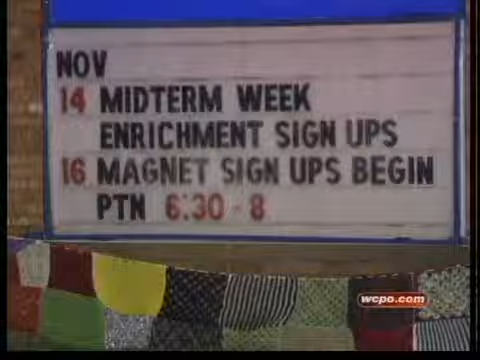 NOV
14 MIDTERM WEEK
ENRICHMENT SIGN UPS
16 MAGNET SIGN UPS BEGIN
PTN 6:30 - 8
wcpo.com